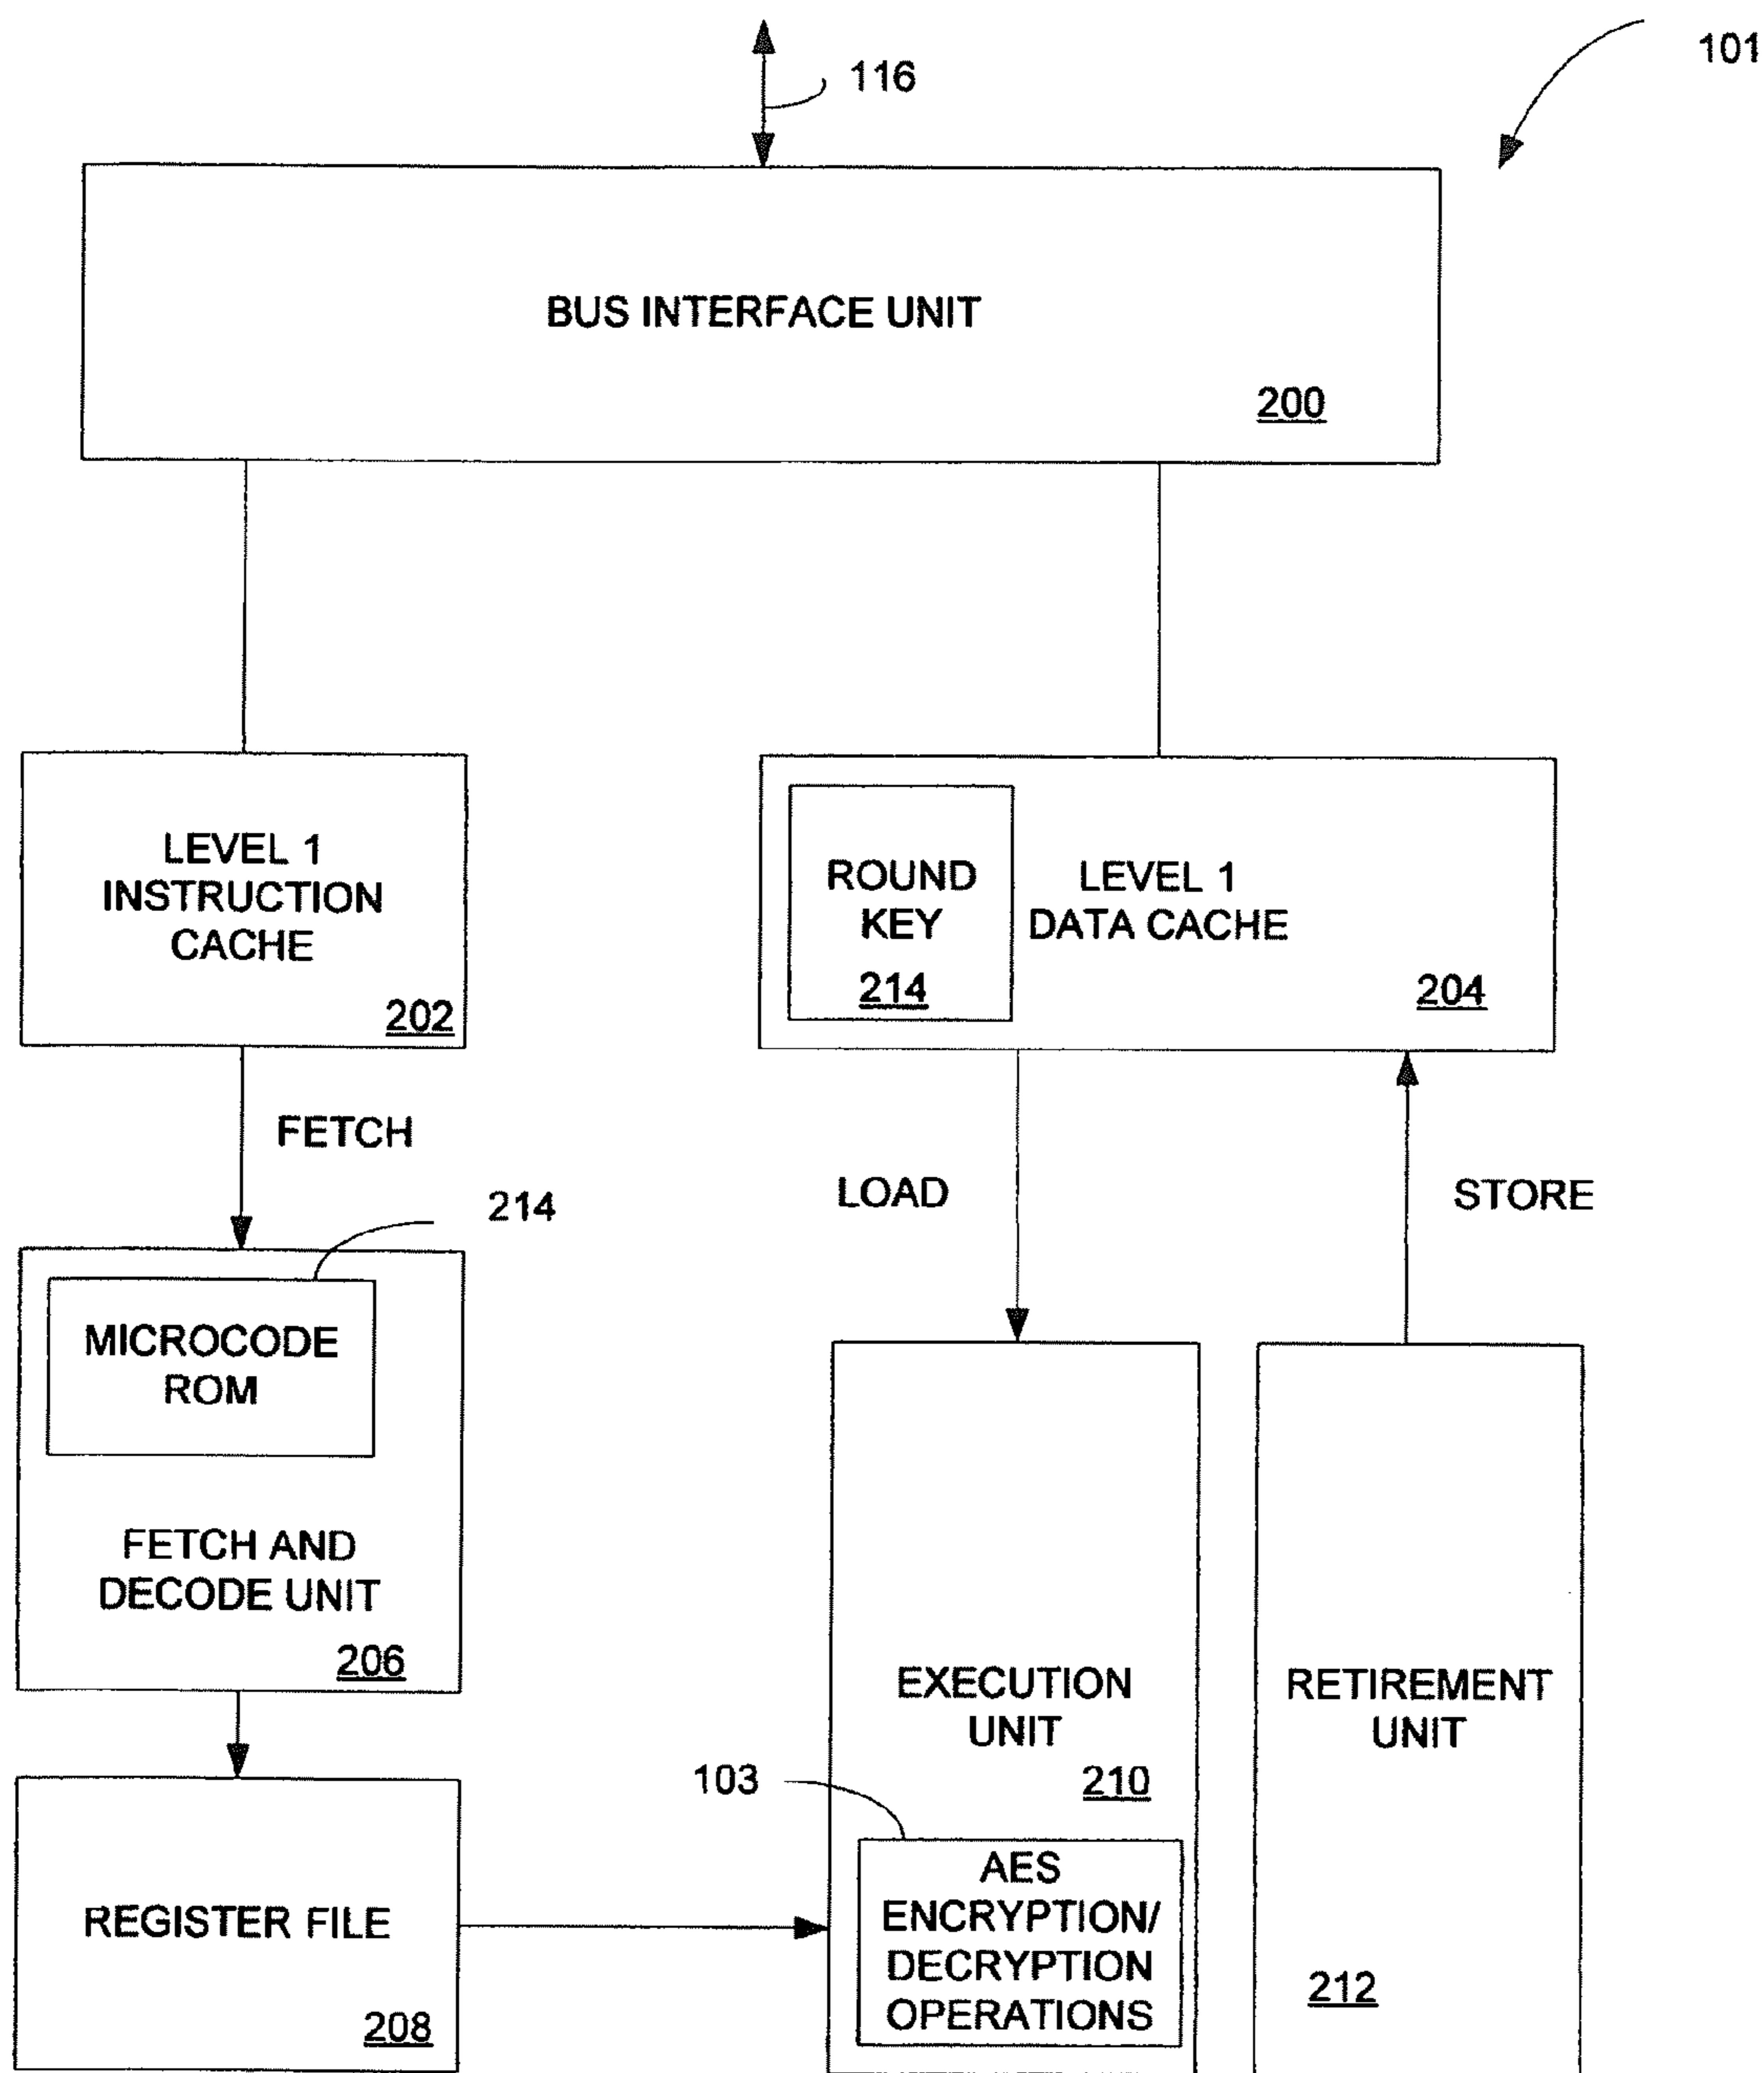 101
116
BUS INTERFACE UNIT
200
LEVEL 1
INSTRUCTION
CACHE
202
ROUND
KEY
214
LEVEL 1
DATA CACHE
204
FETCH
LOAD
STORE
214
MICROCODE
ROM
FETCH AND
DECODE UNIT
206
EXECUTION
UNIT
210
RETIREMENT
UNIT
212
103
AES
ENCRYPTION/
DECRYPTION
OPERATIONS
REGISTER FILE
208